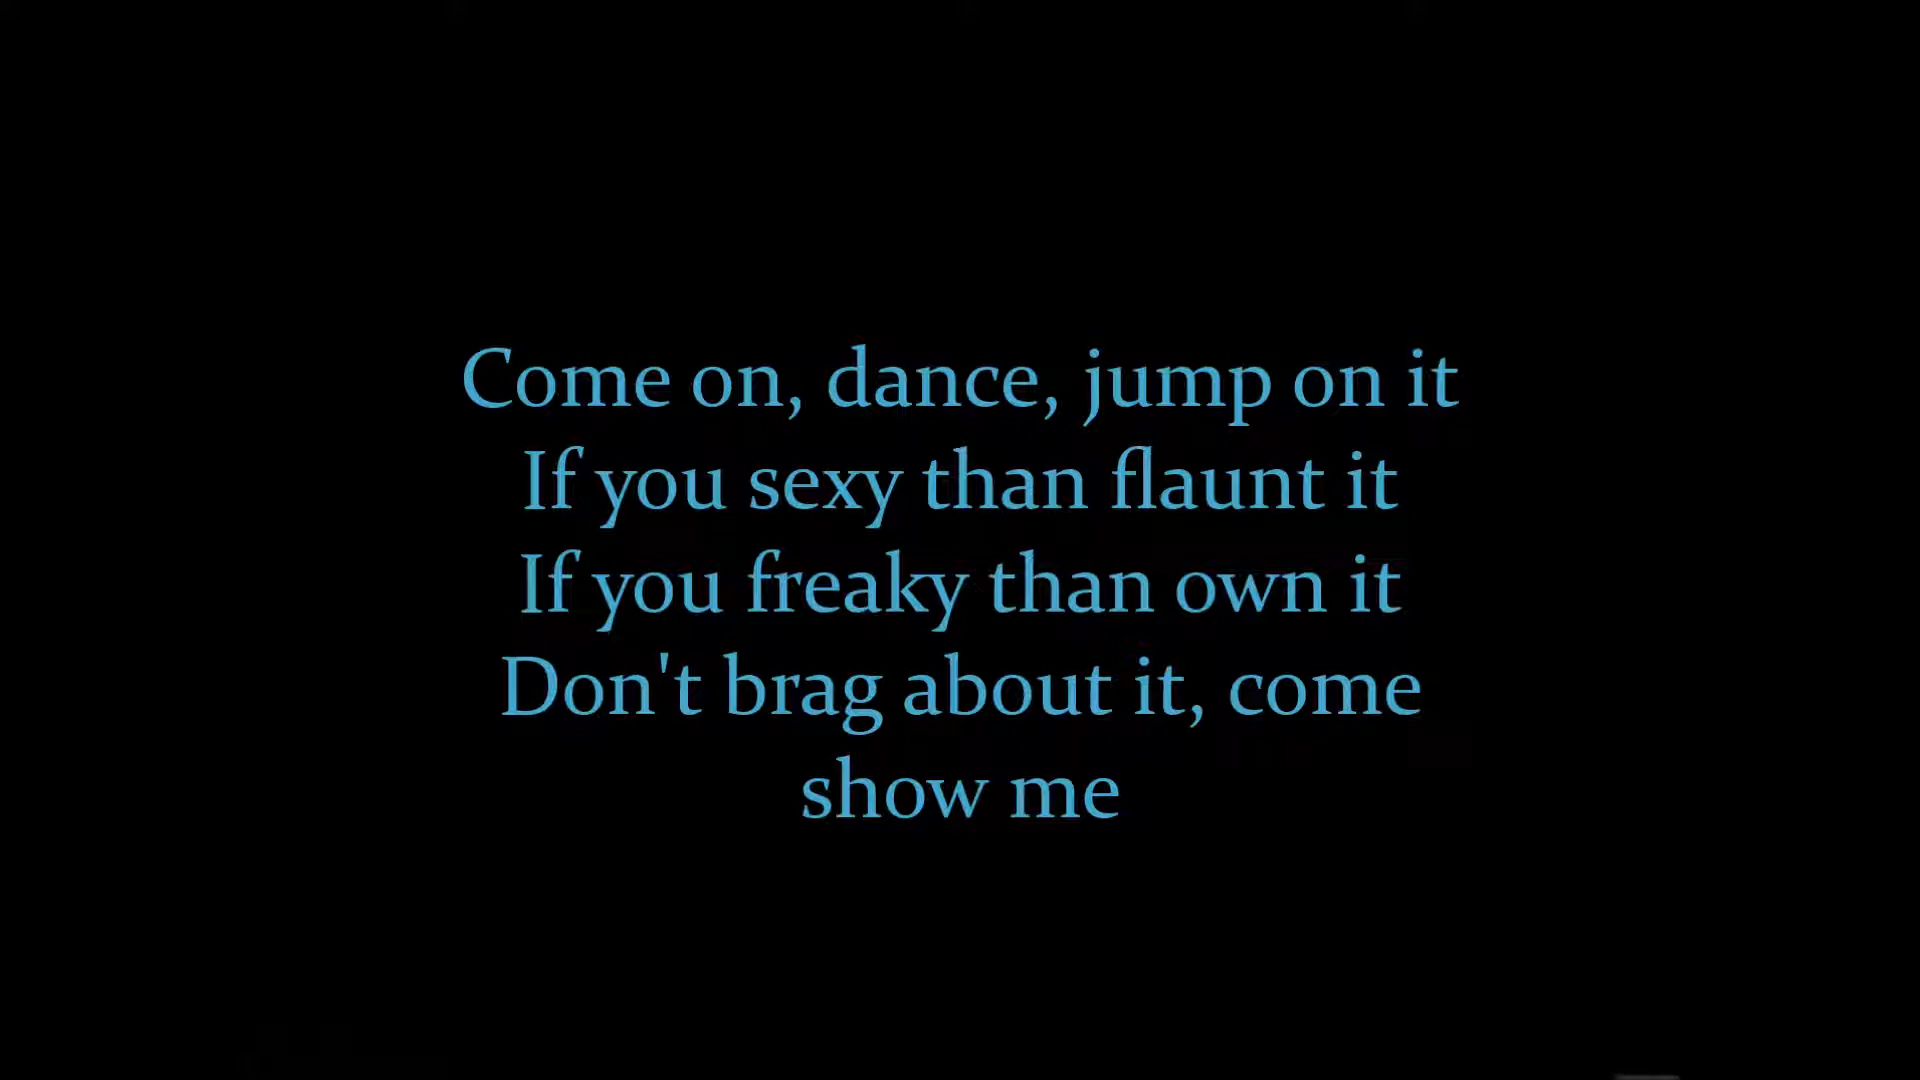 Come on, dance, jump on it
If you sexy than flaunt it
If you freaky than own it
Don't brag about it, come
show me